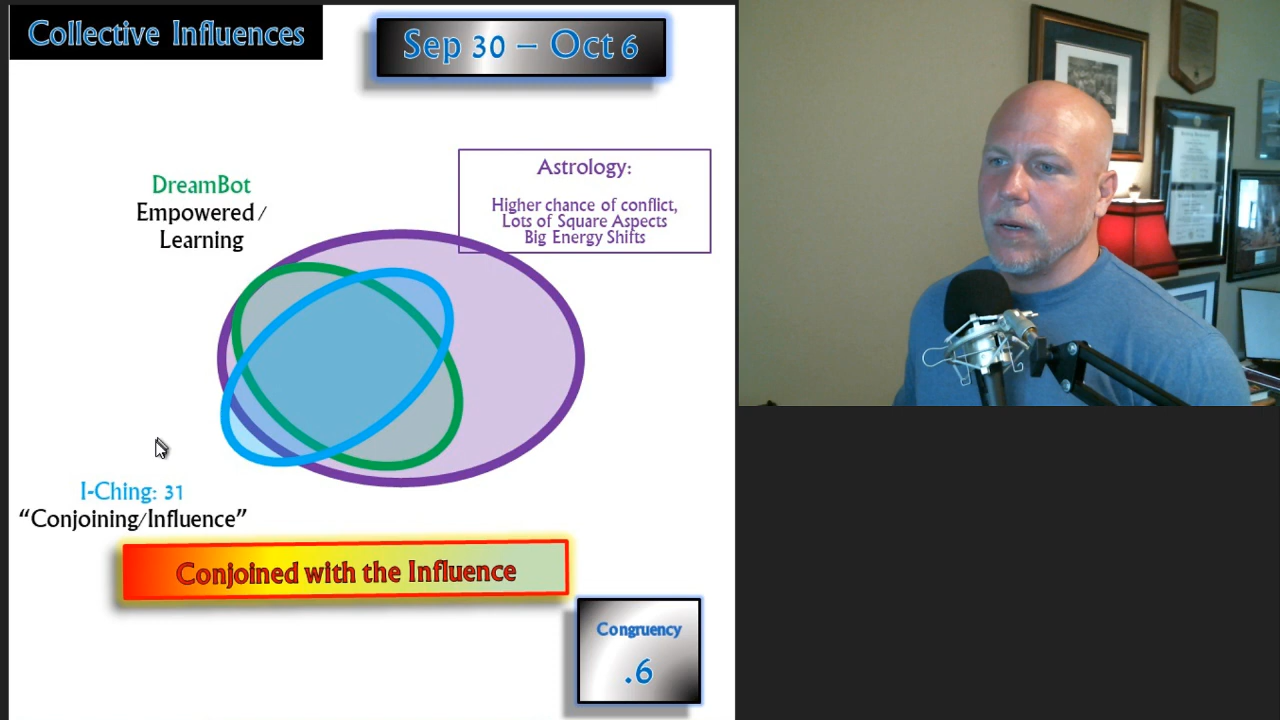 Collective Influences
Sep 30 – Oct 6
DreamBot
Empowered /
Learning
Astrology:
Higher chance of conflict,
Lots of Square Aspects
Big Energy Shifts
I-Ching: 31
“Conjoining/Influence”
Conjoined with the Influence
Congruency
.6